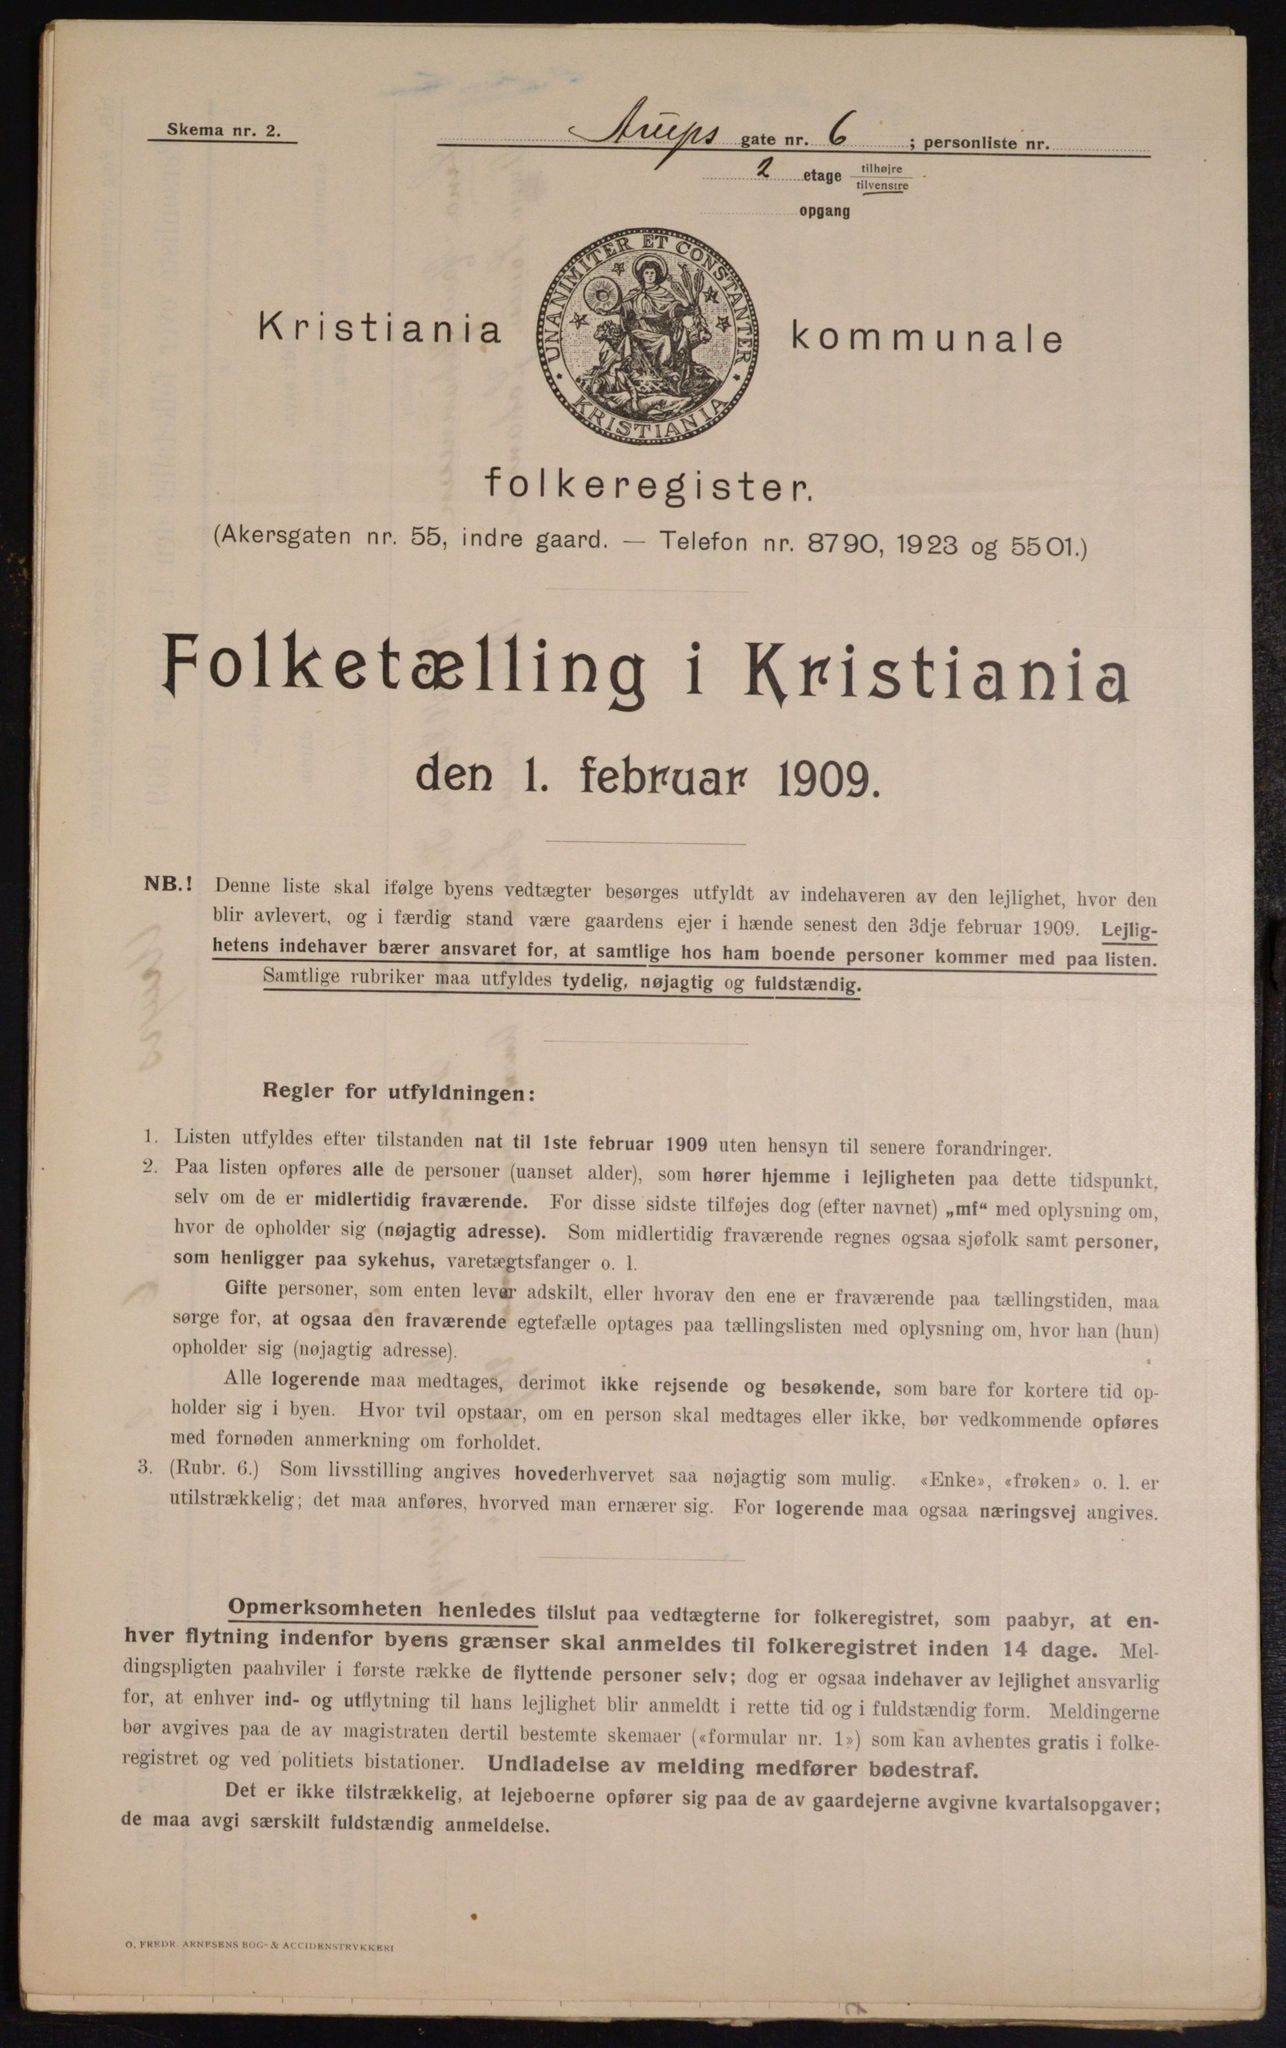 Skema nr. 2.
Arups gate nr. 6 ; personliste nr.
2 etage tilhøjre
tilvenstre
opgang
UNANIMITER ET CONSTANTER
KRISTIANIA
Kristiania kommunale
folkeregister.
(Akersgaten nr. 55, indre gaard. — Telefon nr. 8790, 1923 og 5501.)
Folketælling i Kristiania
den 1. februar 1909.
NB.! Denne liste skal ifølge byens vedtægter besørges utfyldt av indehaveren av den lejlighet, hvor den
blir avlevert, og i færdig stand være gaardens ejer i hænde senest den 3dje februar 1909. Lejlig-
hetens indehaver bærer ansvaret for, at samtlige hos ham boende personer kommer med paa listen.
Samtlige rubriker maa utfyldes tydelig, nøjagtig og fuldstændig.
Regler for utfyldningen:
1. Listen utfyldes efter tilstanden nat til 1ste februar 1909 uten hensyn til senere forandringer.
2. Paa listen opføres alle de personer (uanset alder), som hører hjemme i lejligheten paa dette tidspunkt,
selv om de er midlertidig fraværende. For disse sidste tilføjes dog (efter navnet) „mf“ med oplysning om,
hvor de opholder sig (nøjagtig adresse). Som midlertidig fraværende regnes ogsaa sjøfolk samt personer,
som henligger paa sykehus, varetægtsfanger o. l.
Gifte personer, som enten lever adskilt, eller hvorav den ene er fraværende paa tællingstiden, maa
sørge for, at ogsaa den fraværende egtefælle optages paa tællingslisten med oplysning om, hvor han (hun)
opholder sig (nøjagtig adresse).
Alle logerende maa medtages, derimot ikke rejsende og besøkende, som bare for kortere tid op-
holder sig i byen. Hvor tvil opstaar, om en person skal medtages eller ikke, bør vedkommende opføres
med fornøden anmerkning om forholdet.
3. (Rubr. 6.) Som livsstilling angives hovederhvervet saa nøjagtig som mulig. «Enke», «frøken» o. l. er
utilstrækkelig; det maa anføres, hvorved man ernærer sig. For logerende maa ogsaa næringsvej angives.
Opmerksomheten henledes tilslut paa vedtægterne for folkeregistret, som paabyr, at en-
hver flytning indenfor byens grænser skal anmeldes til folkeregistret inden 14 dage. Mel-
dingspligten paahviler i første række de flyttende personer selv; dog er ogsaa indehaver av lejlighet ansvarlig
for, at enhver ind- og utflytning til hans lejlighet blir anmeldt i rette tid og i fuldstændig form. Meldingerne
bør avgives paa de av magistraten dertil bestemte skemaer («formular nr. 1») som kan avhentes gratis i folke-
registret og ved politiets bistationer. Undladelse av melding medfører bødestraf.
Det er ikke tilstrækkelig, at lejeboerne opfører sig paa de av gaardejerne avgivne kvartalsopgaver;
de maa avgi særskilt fuldstændig anmeldelse.
O. FREDR. ARNESENS BOG- & ACCIDENSTRYKKERI